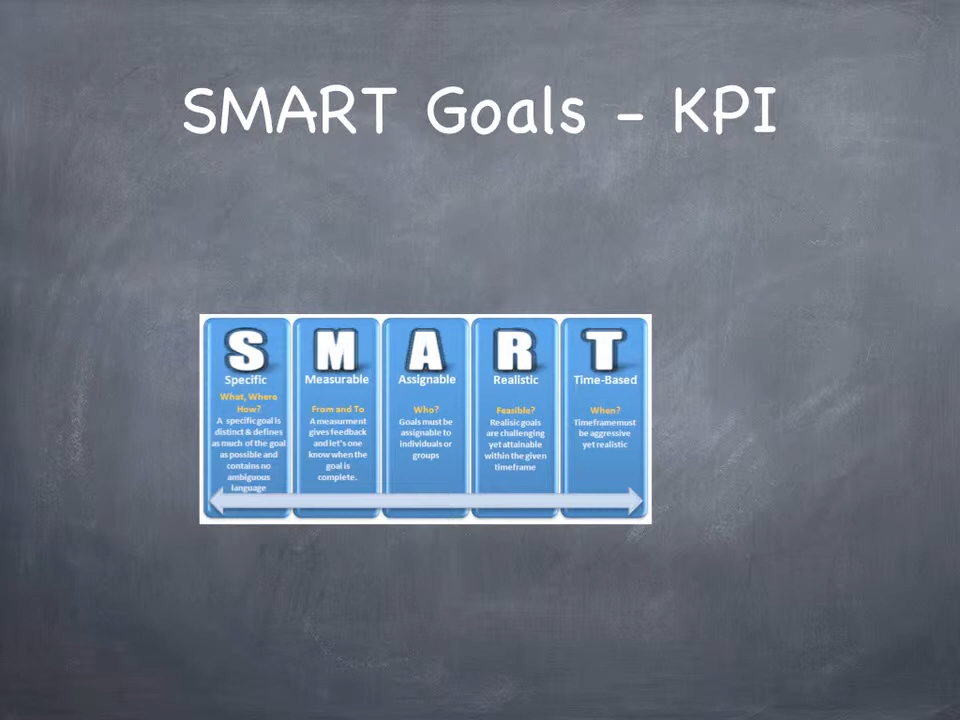 SMART Goals - KPI
S
Specific
What, Where
How?
A specific goal is
distinct & defines
as much of the goal
as possible and
contains no
ambiguous
language
M
Measurable
From and To
A measurment
gives feedback
and let's one
know when the
goal is
complete.
A
Assignable
Who?
Goals must be
assignable to
individuals or
groups
R
Realistic
Feasible?
Realisic goals
are challenging
yet attainable
within the given
timeframe
T
Time-Based
When?
Timeframe must
be aggressive
yet realistic